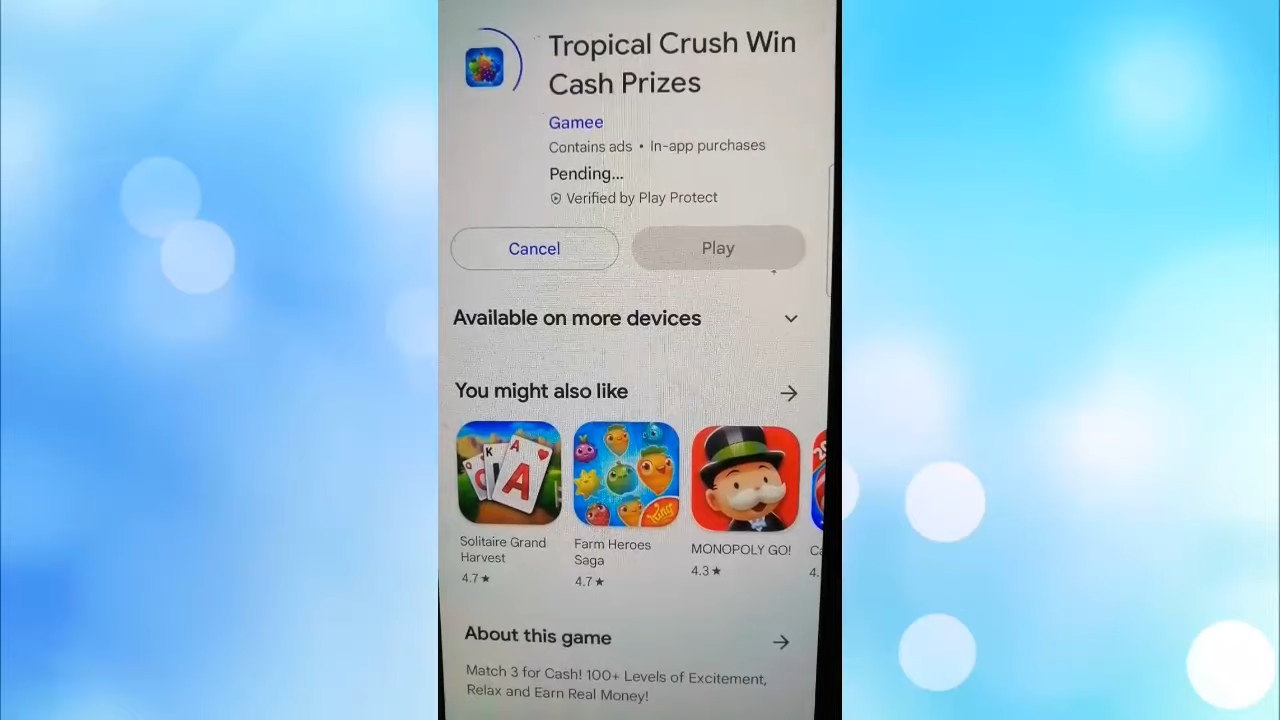 Tropical Crush Win
Cash Prizes
Gamee
Contains ads • In-app purchases
Pending...
Verified by Play Protect
Cancel
Play
Available on more devices
You might also like
Q K A A
King
Solitaire Grand
Harvest
4.7★
Farm Heroes
Saga
4.7★
MONOPOLY GO!
4.3★
4.
About this game
Match 3 for Cash! 100+ Levels of Excitement,
Relax and Earn Real Money!